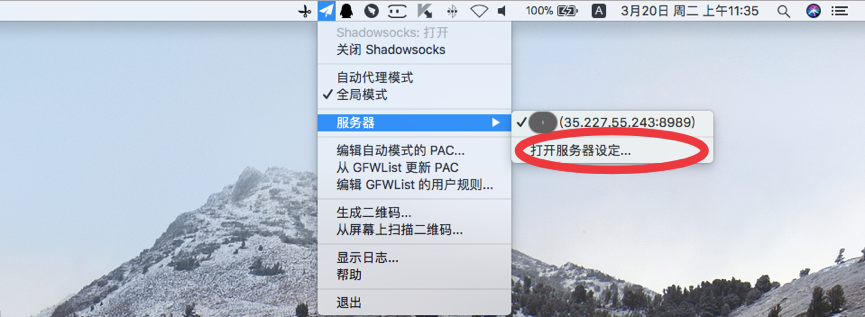 100% A 3月20日 周二 上午11:35
Shadowsocks: 打开
关闭 Shadowsocks
自动代理模式
✓ 全局模式
服务器
✓ (35.227.55.243:8989)
打开服务器设定...
编辑自动模式的 PAC...
从 GFWList 更新 PAC
编辑 GFWList 的用户规则...
生成二维码...
从屏幕上扫描二维码...
显示日志...
帮助
退出